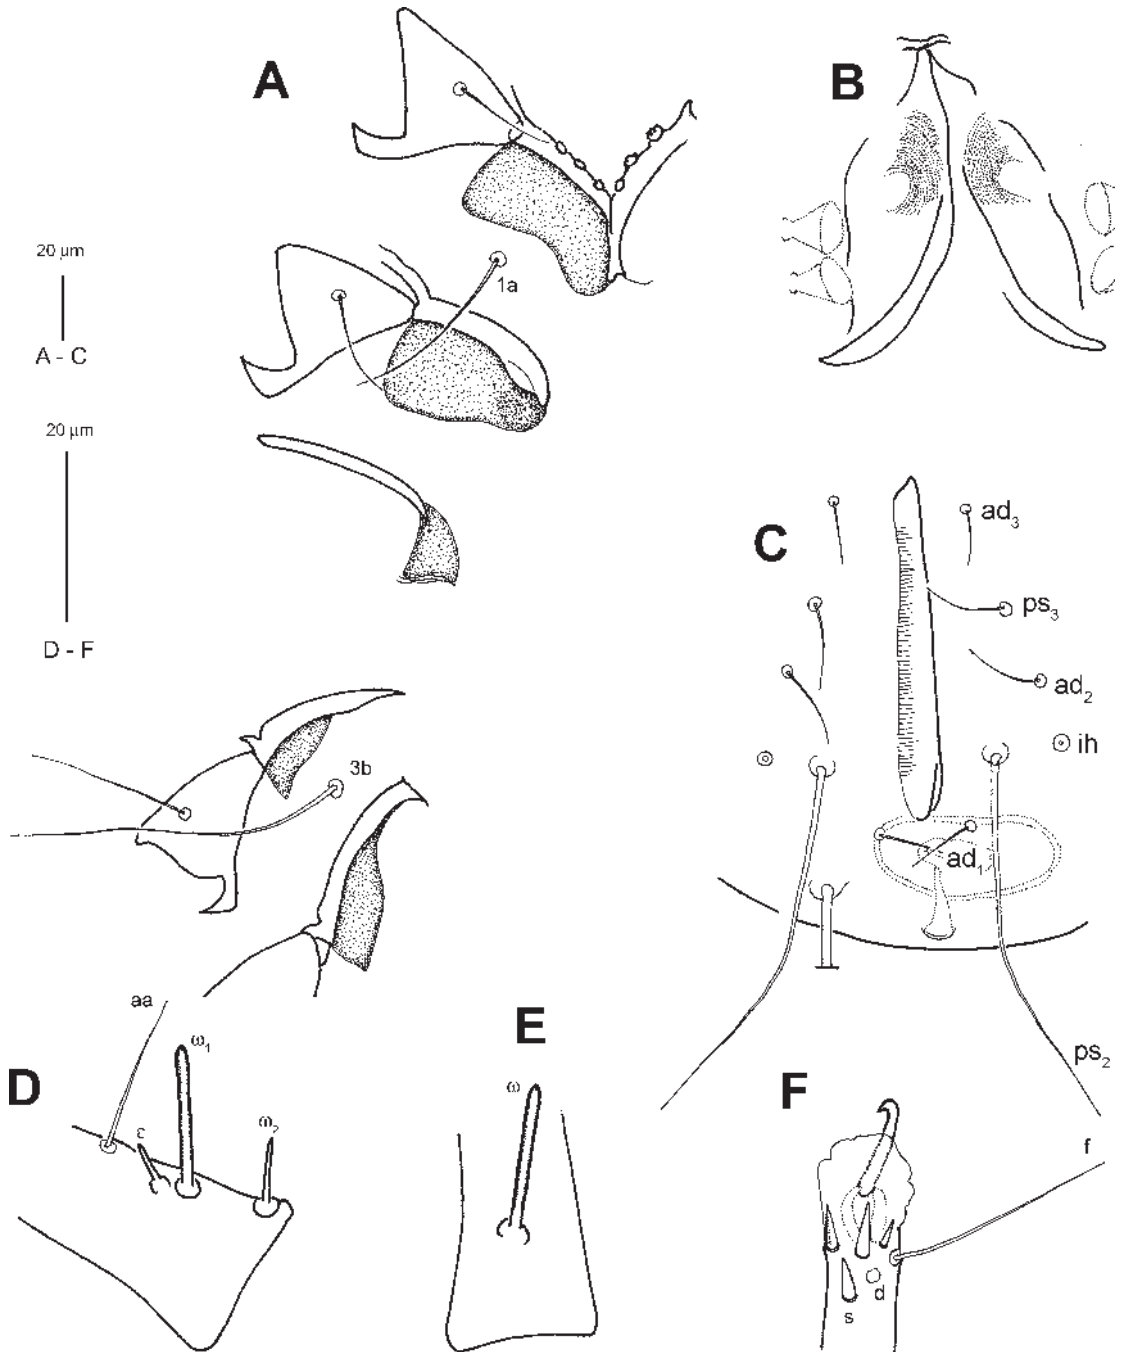 A
B
20 μm
A - C
1a
20 μm
D - F
C
ad₃
ps₃
ad₂
ih
3b
ad₁
aa
ω₁
E
ps₂
D
ε
ω₂
ω
F
f
d
s